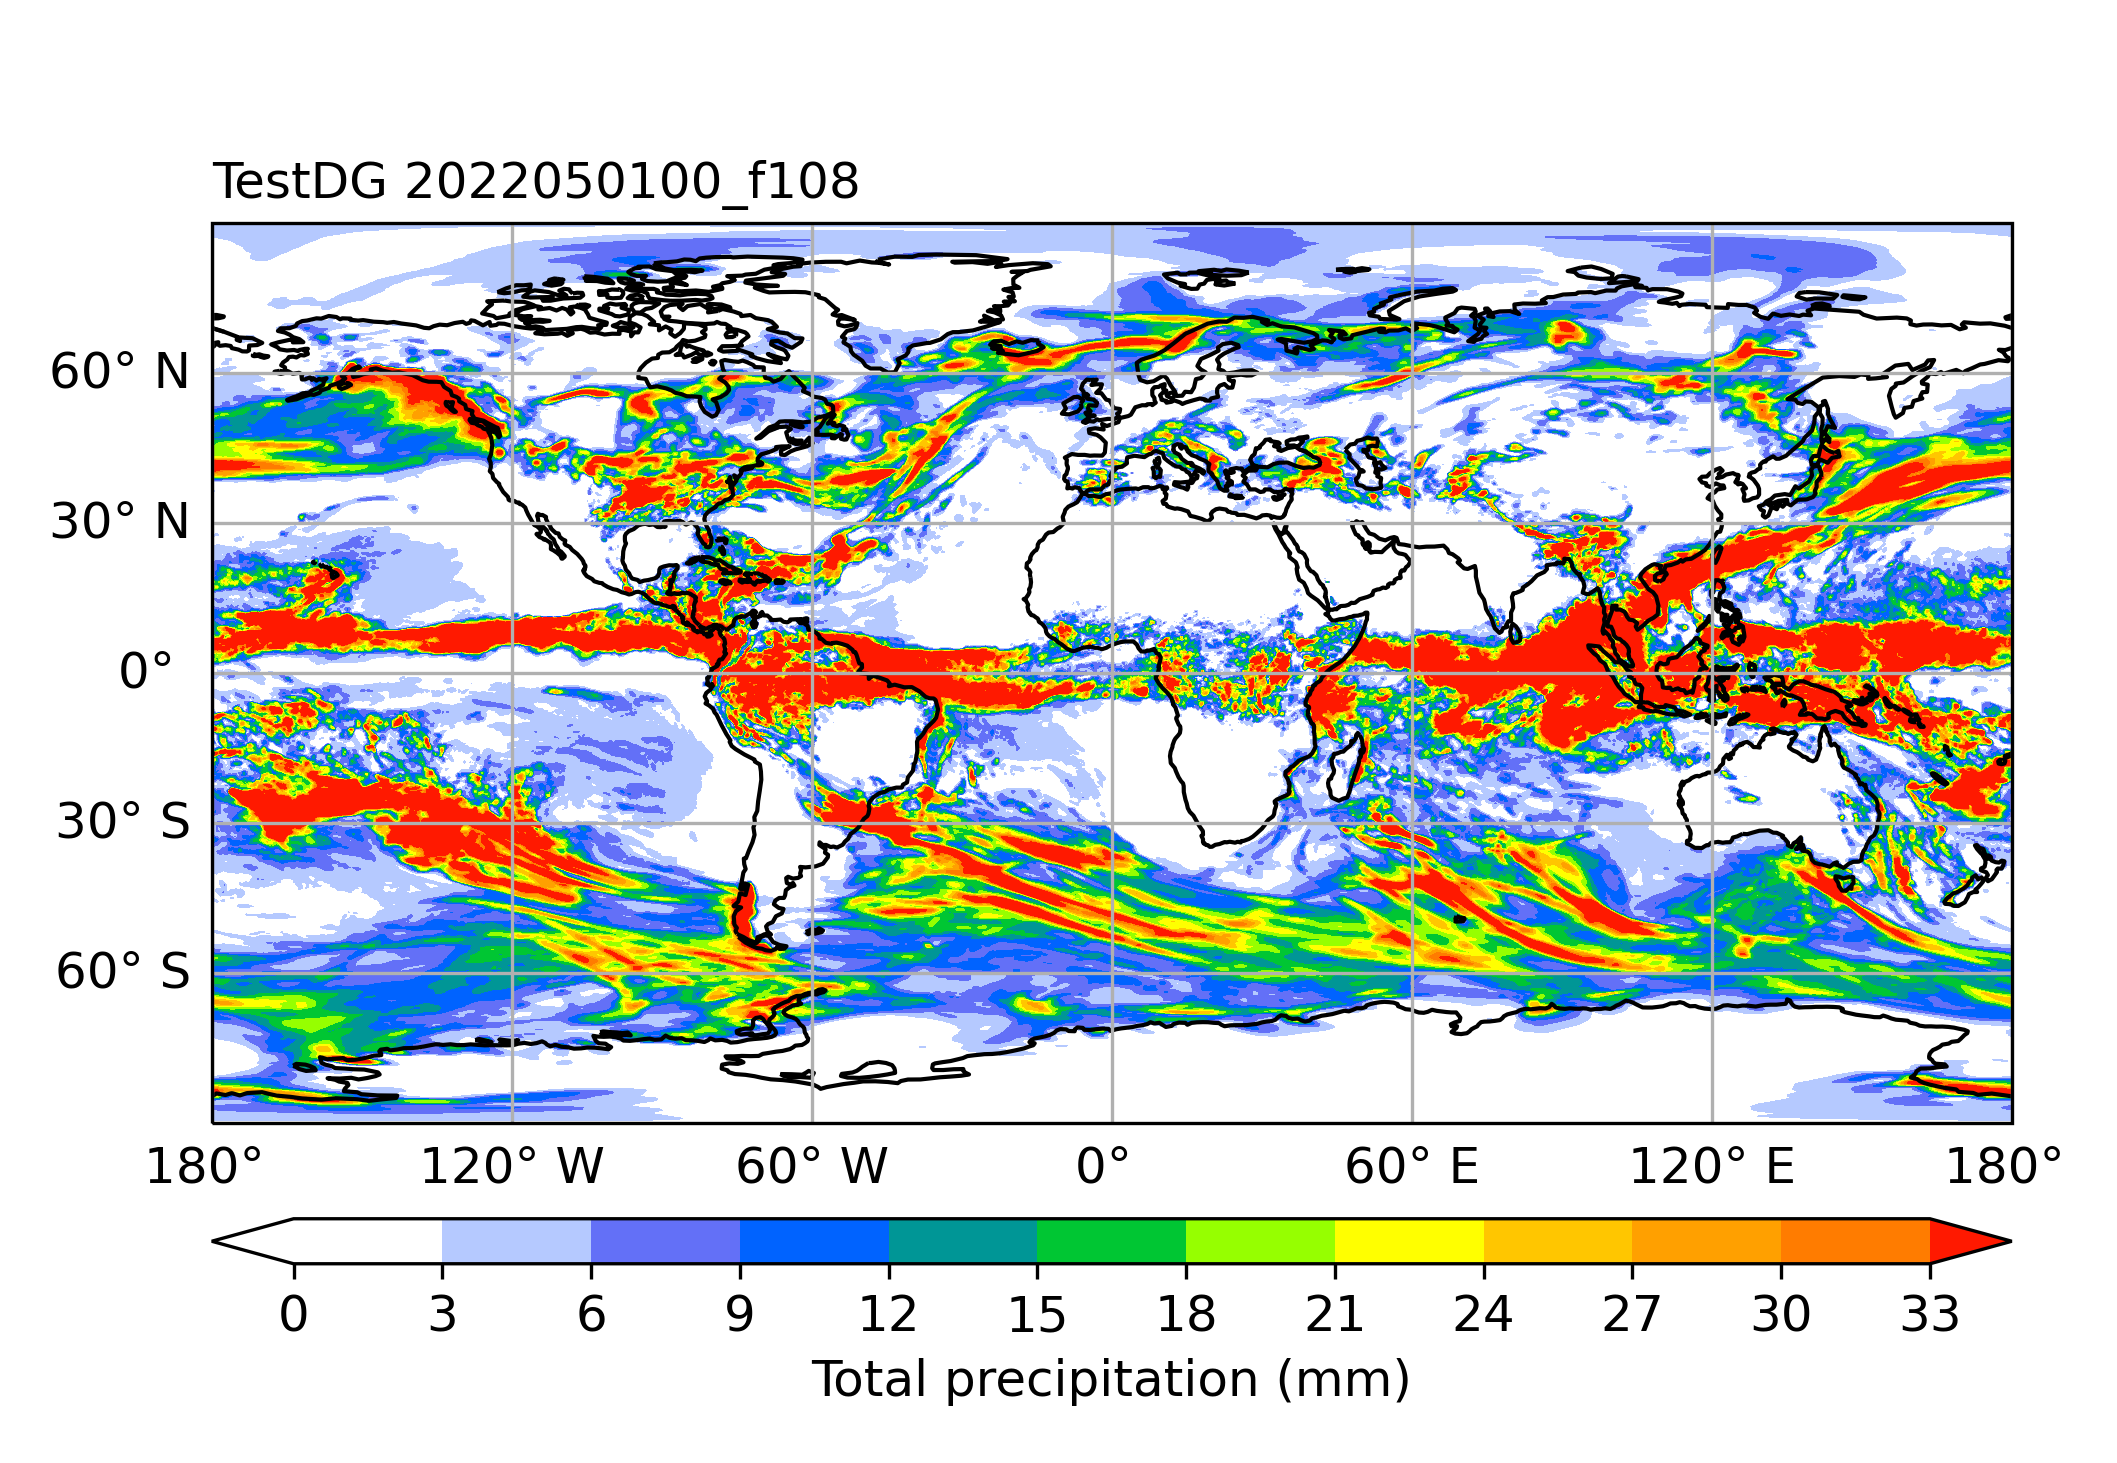 TestDG 2022050100_f108
60° N
30° N
0°
30° S
60° S
180° 120° W 60° W 0° 60° E 120° E 180°
0 3 6 9 12 15 18 21 24 27 30 33
Total precipitation (mm)